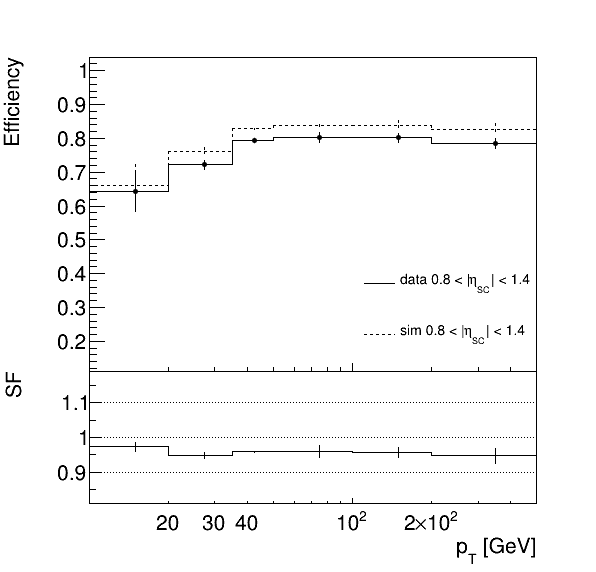 Efficiency
1
0.9
0.8
0.7
0.6
0.5
0.4
0.3
0.2
data 0.8 < |η_SC| < 1.4
sim 0.8 < |η_SC| < 1.4
SF
1.1
1
0.9
20 30 40 10² 2×10²
p_T [GeV]